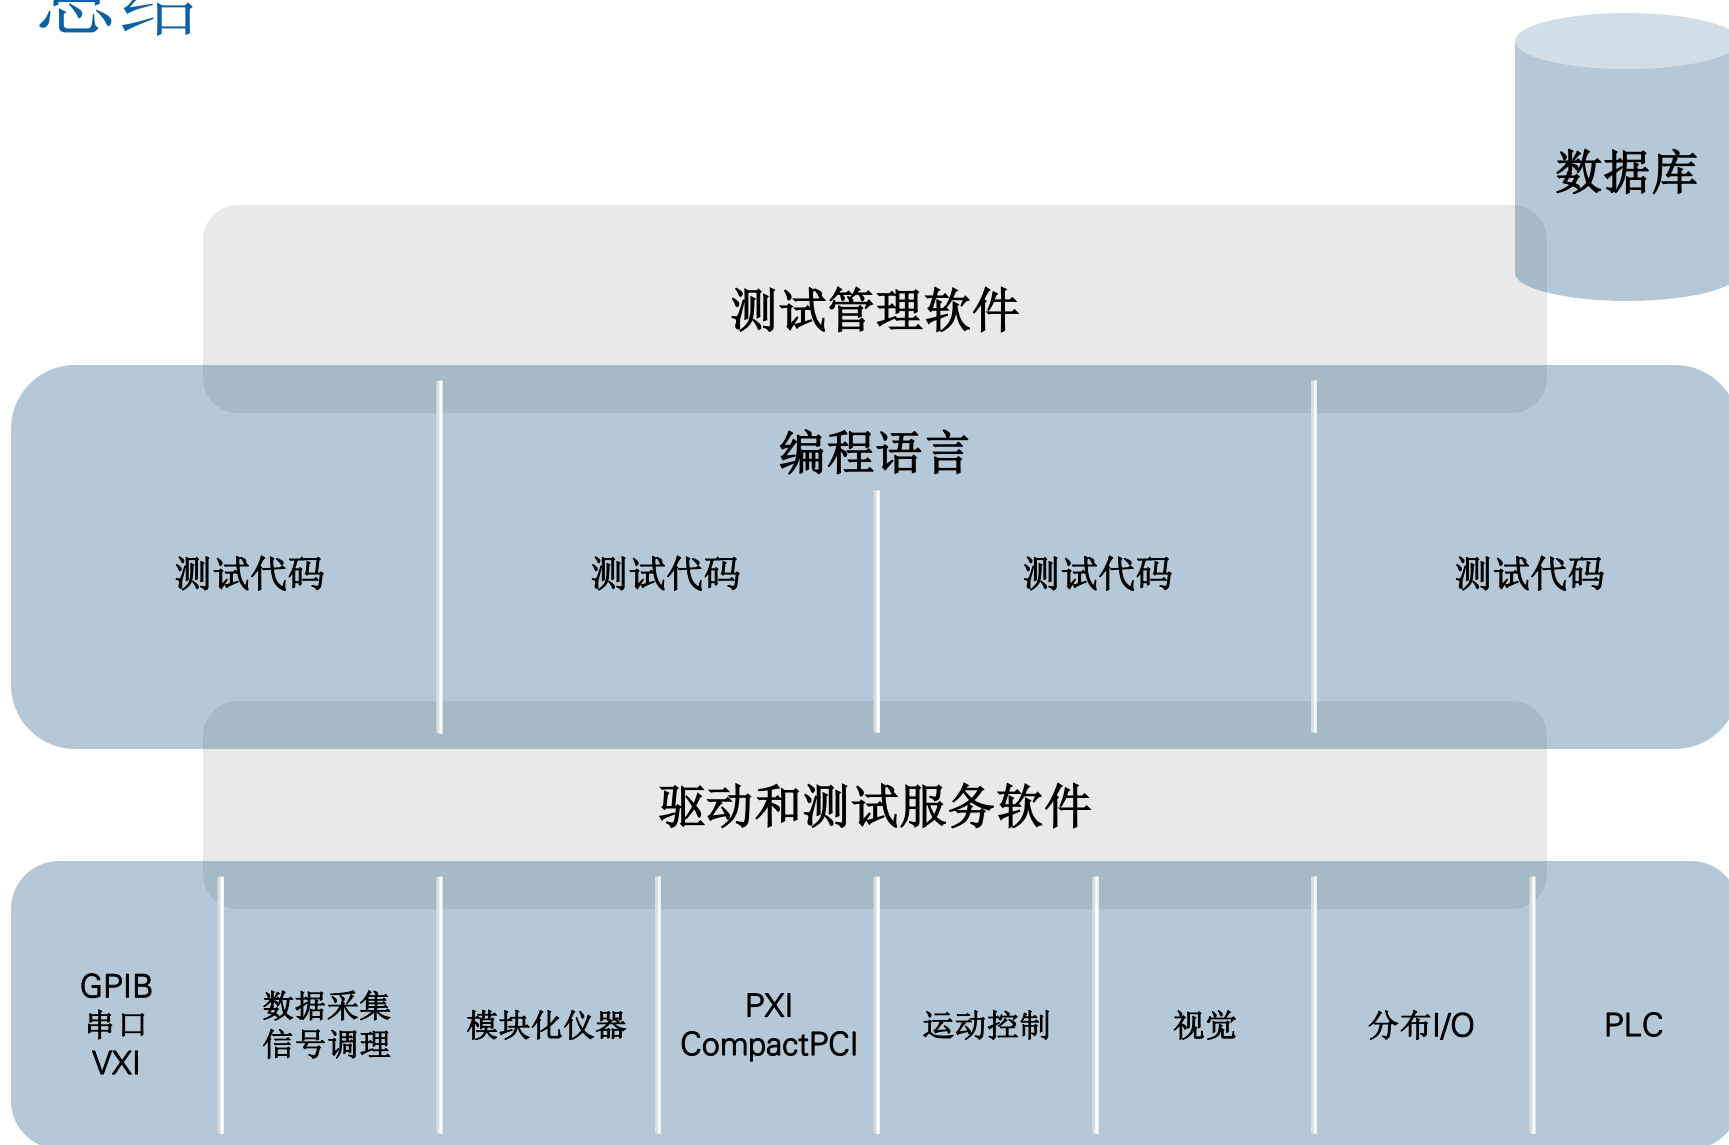 总结
数据库
测试管理软件
编程语言
测试代码
测试代码
测试代码
测试代码
驱动和测试服务软件
GPIB
串口
VXI
数据采集
信号调理
模块化仪器
PXI
CompactPCI
运动控制
视觉
分布I/O
PLC